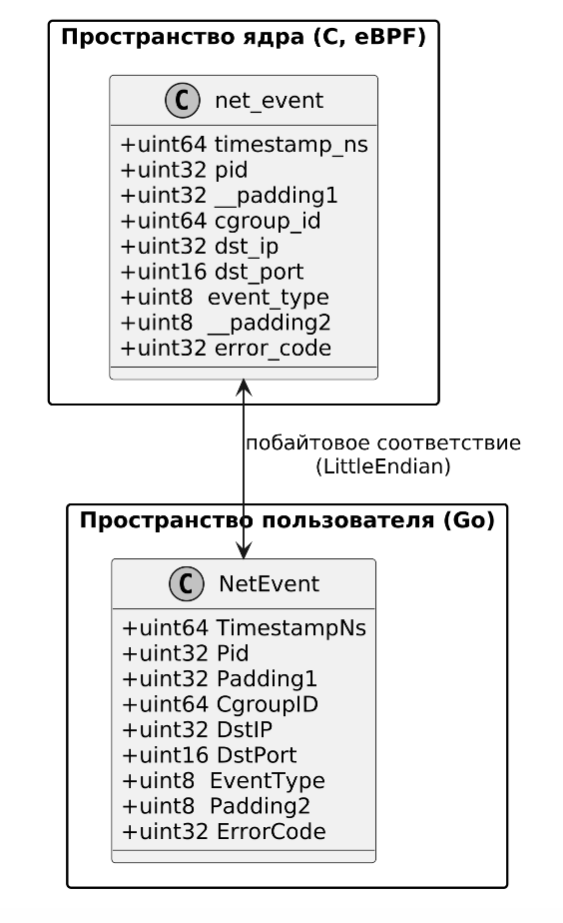 Пространство ядра (C, eBPF)
C net_event
+uint64 timestamp_ns
+uint32 pid
+uint32 __padding1
+uint64 cgroup_id
+uint32 dst_ip
+uint16 dst_port
+uint8 event_type
+uint8 __padding2
+uint32 error_code
побайтовое соответствие
(LittleEndian)
Пространство пользователя (Go)
C NetEvent
+uint64 TimestampNs
+uint32 Pid
+uint32 Padding1
+uint64 CgroupID
+uint32 DstIP
+uint16 DstPort
+uint8 EventType
+uint8 Padding2
+uint32 ErrorCode